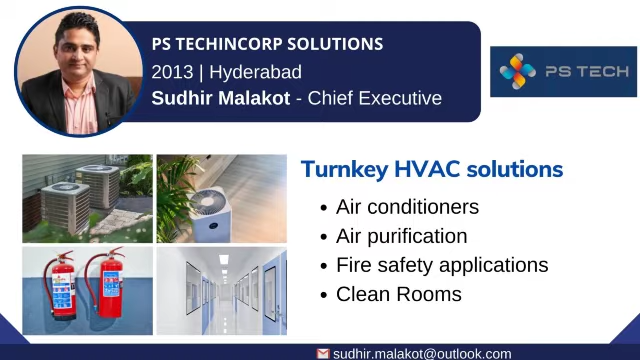 PS TECHINCORP SOLUTIONS
2013 | Hyderabad
Sudhir Malakot - Chief Executive
PS TECH
Turnkey HVAC solutions
• Air conditioners
• Air purification
• Fire safety applications
• Clean Rooms
sudhir.malakot@outlook.com